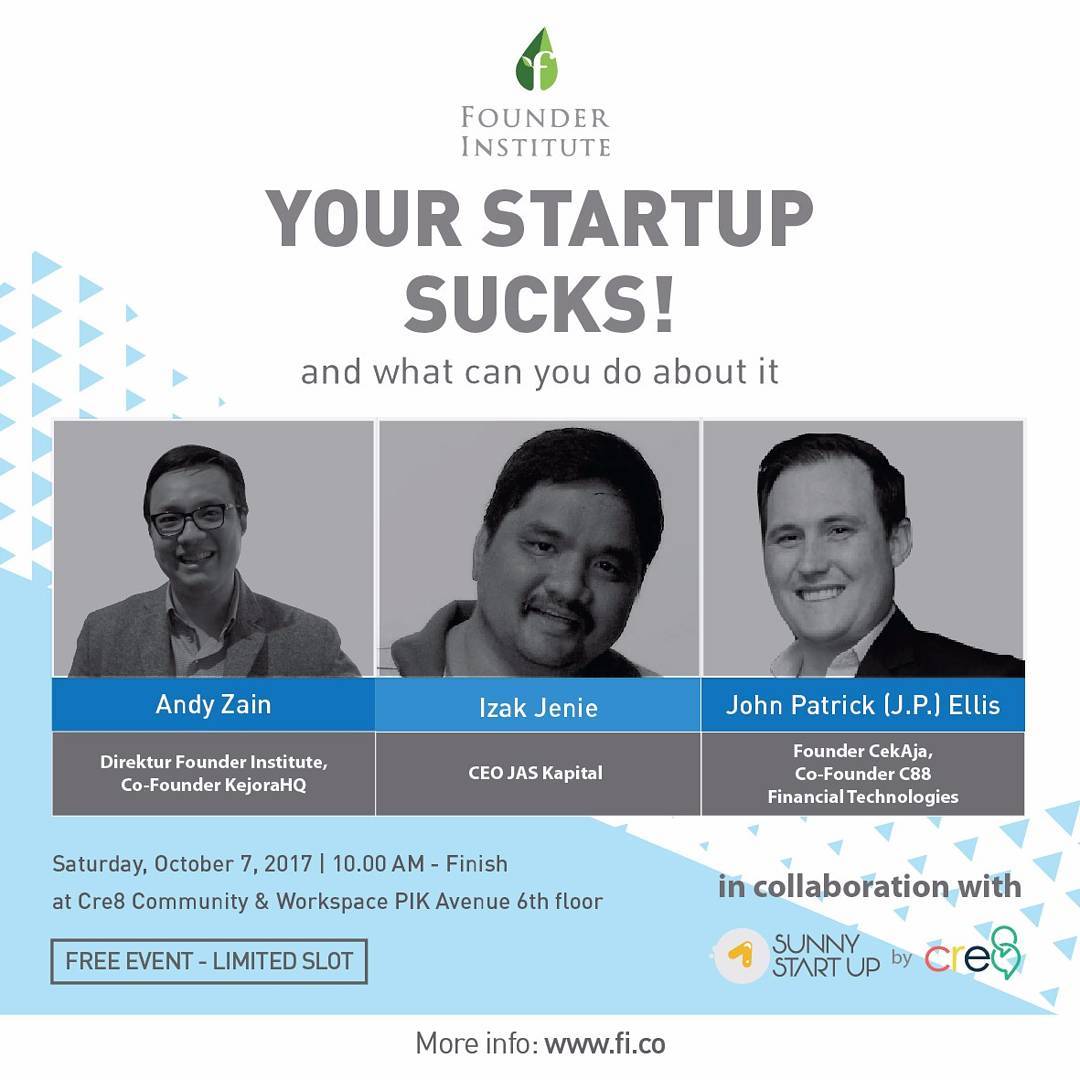 FOUNDER
INSTITUTE
YOUR STARTUP
SUCKS!
and what can you do about it
Andy Zain
Direktur Founder Institute,
Co-Founder KejoraHQ
Izak Jenie
CEO JAS Kapital
John Patrick (J.P.) Ellis
Founder CekAja,
Co-Founder C88
Financial Technologies
Saturday, October 7, 2017 | 10.00 AM - Finish
at Cre8 Community & Workspace PIK Avenue 6th floor
FREE EVENT - LIMITED SLOT
in collaboration with
SUNNY
START UP by cre8
More info: www.fi.co